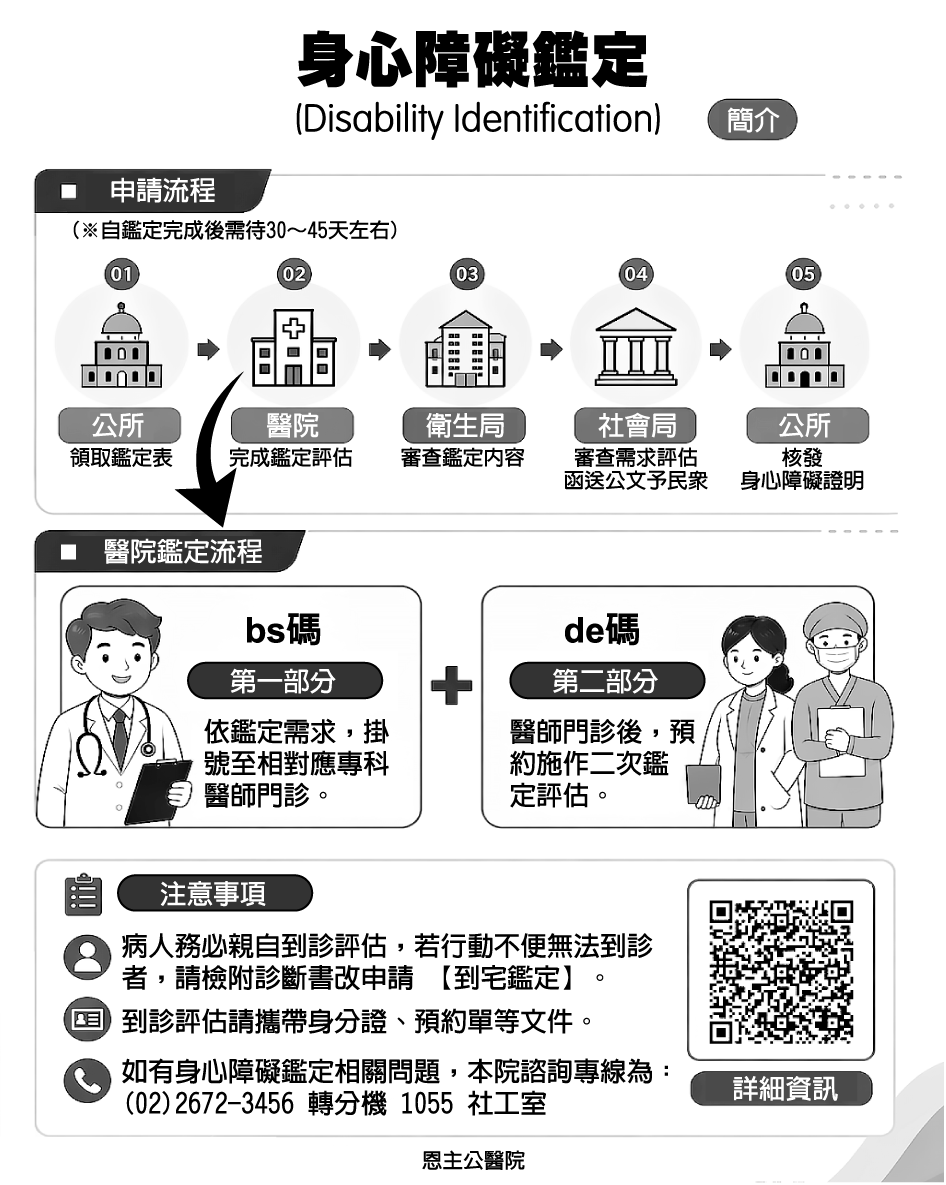 身心障礙鑑定
(Disability Identification)
簡介
申請流程
(※自鑑定完成後需待30～45天左右)
01
02
03
04
05
公所
醫院
衛生局
社會局
公所
領取鑑定表
完成鑑定評估
審查鑑定內容
審查需求評估
函送公文予民眾
核發
身心障礙證明
醫院鑑定流程
bs碼
第一部分
依鑑定需求，掛
號至相對應專科
醫師門診。
de碼
第二部分
醫師門診後，預
約施作二次鑑
定評估。
注意事項
病人務必親自到診評估，若行動不便無法到診
者，請檢附診斷書改申請 【到宅鑑定】。
到診評估請攜帶身分證、預約單等文件。
如有身心障礙鑑定相關問題，本院諮詢專線為：
(02)2672-3456 轉分機 1055 社工室
詳細資訊
恩主公醫院